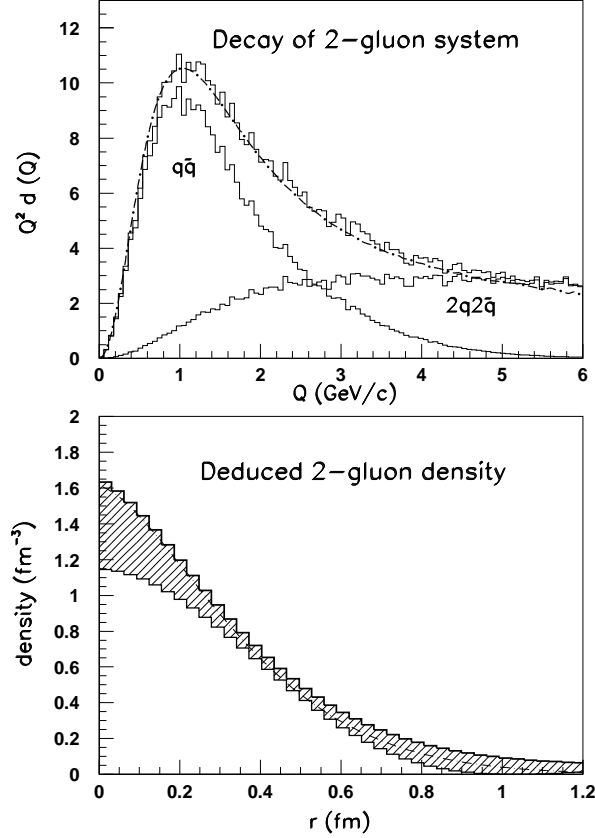 Decay of 2-gluon system
Q² d (Q)
12
10
8
6
4
2
0
qq̄
2q2q̄
0 1 2 3 4 5 6
Q (GeV/c)
Deduced 2-gluon density
density (fm⁻³)
2
1.8
1.6
1.4
1.2
1
0.8
0.6
0.4
0.2
0
0 0.2 0.4 0.6 0.8 1 1.2
r (fm)